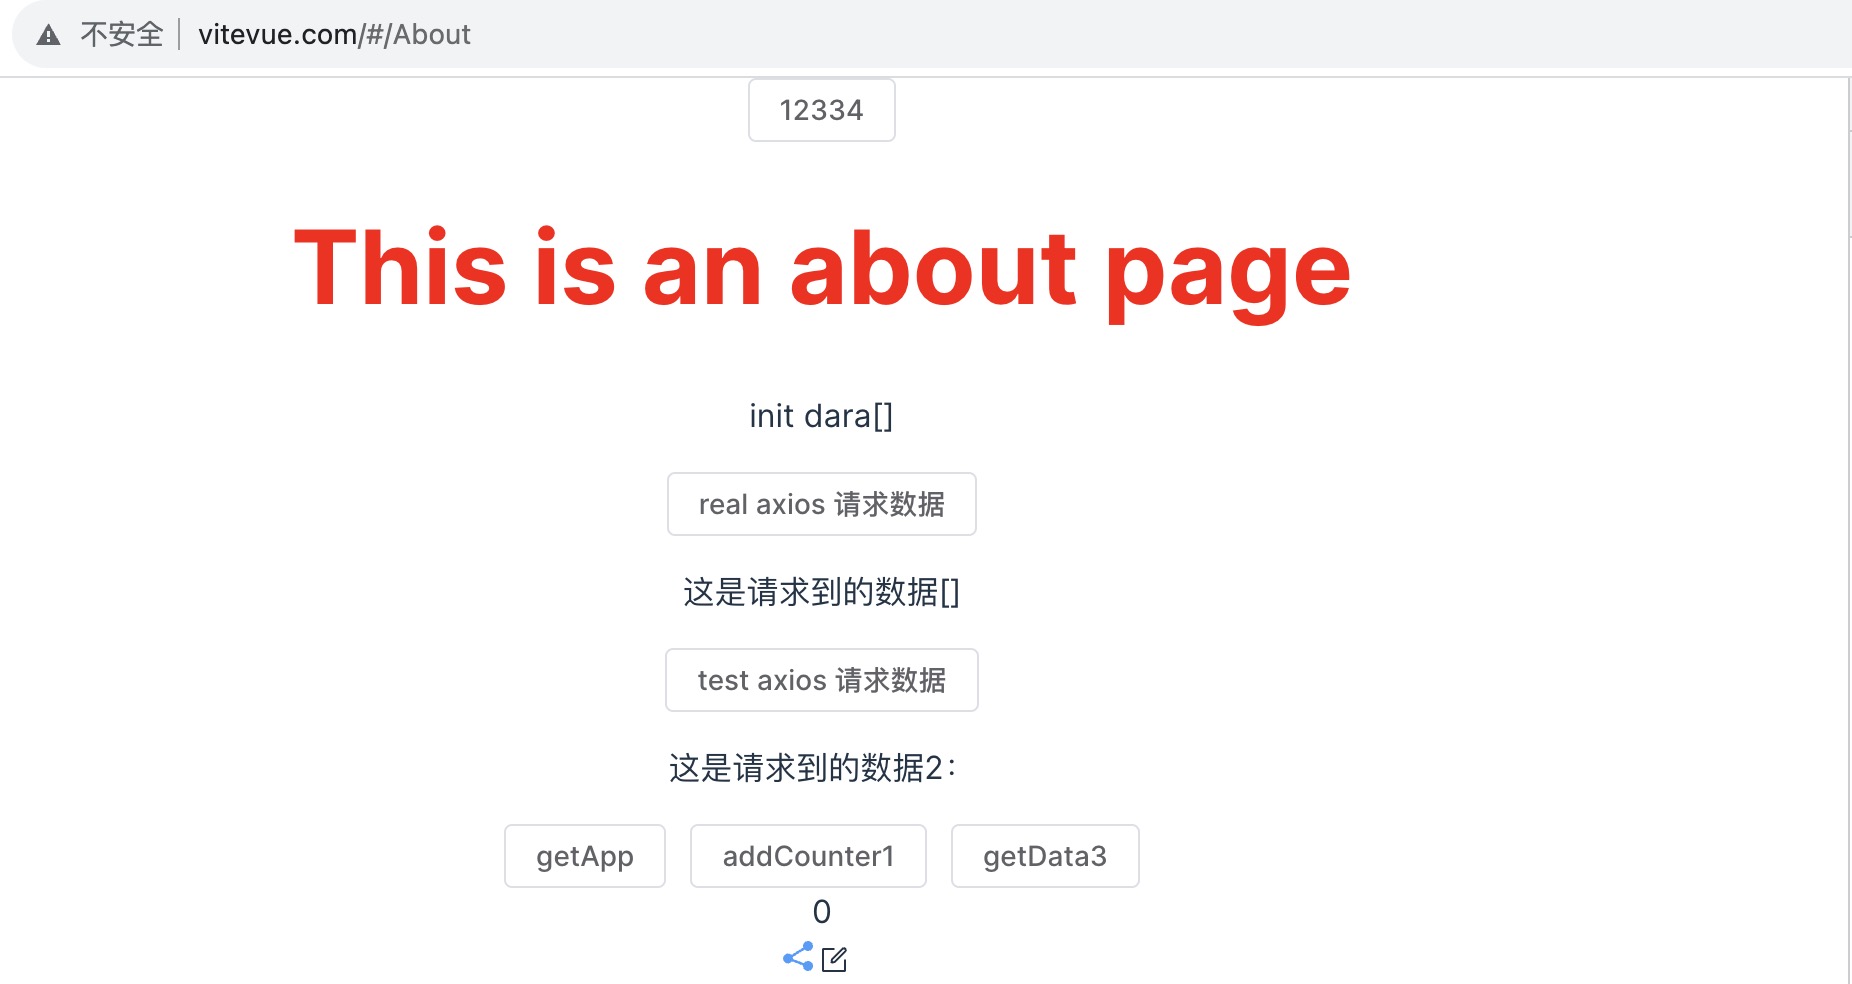 不安全 vitevue.com/#/About
12334
This is an about page
init dara[]
real axios 请求数据
这是请求到的数据[]
test axios 请求数据
这是请求到的数据2：
getApp addCounter1 getData3
0